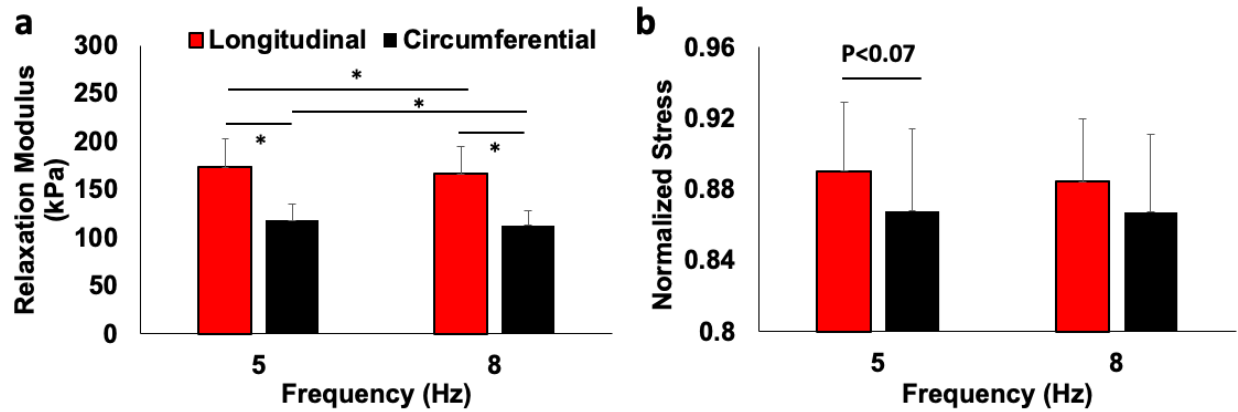 a
Relaxation Modulus
(kPa)
300
250
200
150
100
50
0
Longitudinal Circumferential
*
*
*
*
5 8
Frequency (Hz)
b
Normalized Stress
0.96
0.92
0.88
0.84
0.8
P<0.07
5 8
Frequency (Hz)